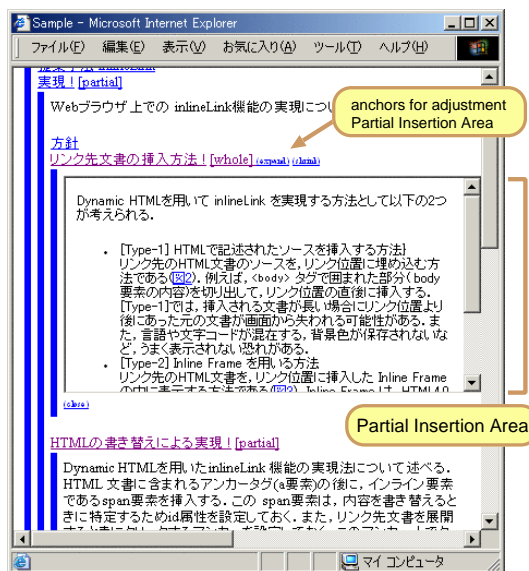 Sample - Microsoft Internet Explorer
ファイル(F) 編集(E) 表示(V) お気に入り(A) ツール(T) ヘルプ(H)
実現！[partial]
Webブラウザ上での inlineLink機能の実現につい
anchors for adjustment
Partial Insertion Area
方針
リンク先文書の挿入方法！[whole] (expand) (shrink)
Dynamic HTMLを用いて inlineLink を実現する方法として以下の2つ
が考えられる．
• [Type-1] HTMLで記述されたソースを挿入する方法}
リンク先のHTML文書のソースを，リンク位置に埋め込む方
法である(図2)．例えば，<body> タグで囲まれた部分(body
要素の内容)を切り出して，リンク位置の直後に挿入する．
[Type-1]では，挿入される文書が長い場合にリンク位置より
後にあった元の文書が画面から失われる可能性がある．ま
た，言語や文字コードが混在する，背景色が保存されないな
ど，うまく表示されない恐れがある．
• [Type-2] Inline Frame を用いる方法
リンク先のHTML文書を，リンク位置に挿入した Inline Frame
(close)
Partial Insertion Area
HTMLの書き替えによる実現！[partial]
Dynamic HTMLを用いたinlineLink 機能の実現法について述べる．
HTML 文書に含まれるアンカータグ(a要素)の後に，インライン要素
であるspan要素を挿入する．この span要素は，内容を書き替えると
きに特定するためid属性を設定しておく．また，リンク先文書を展開
マイ コンピュータ